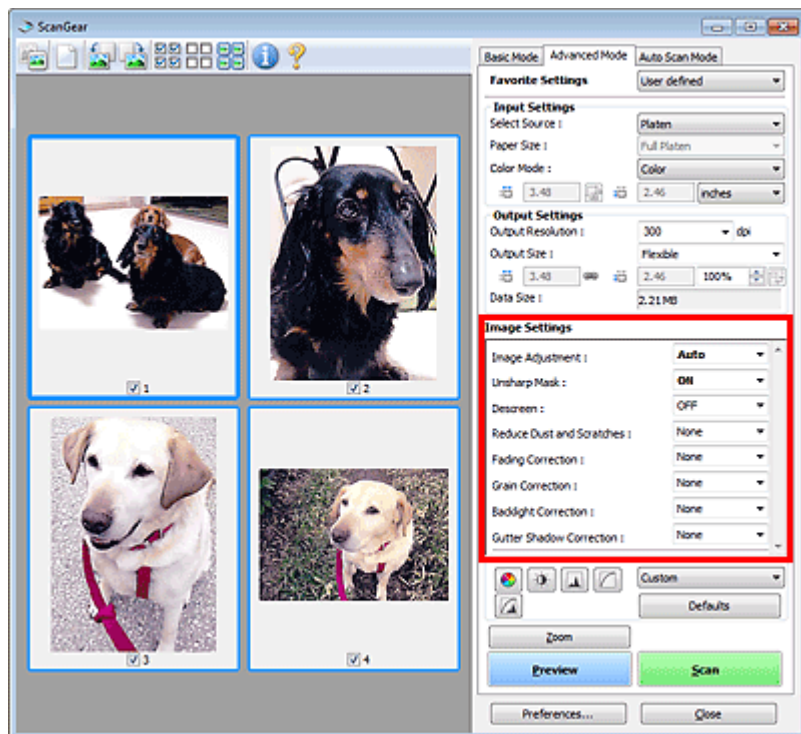 ScanGear
Basic Mode Advanced Mode Auto Scan Mode
Favorite Settings User defined
Input Settings
Select Source : Platen
Paper Size : Full Platen
Color Mode : Color
3.48 2.46 inches
Output Settings
Output Resolution : 300 dpi
Output Size : Flexible
3.48 2.46 100%
Data Size : 2.21 MB
Image Settings
Image Adjustment : Auto
Unsharp Mask : ON
Descreen : OFF
Reduce Dust and Scratches : None
Fading Correction : None
Grain Correction : None
Backlight Correction : None
Gutter Shadow Correction : None
Custom
Defaults
Zoom
Preview Scan
Preferences... Close
1
2
3
4